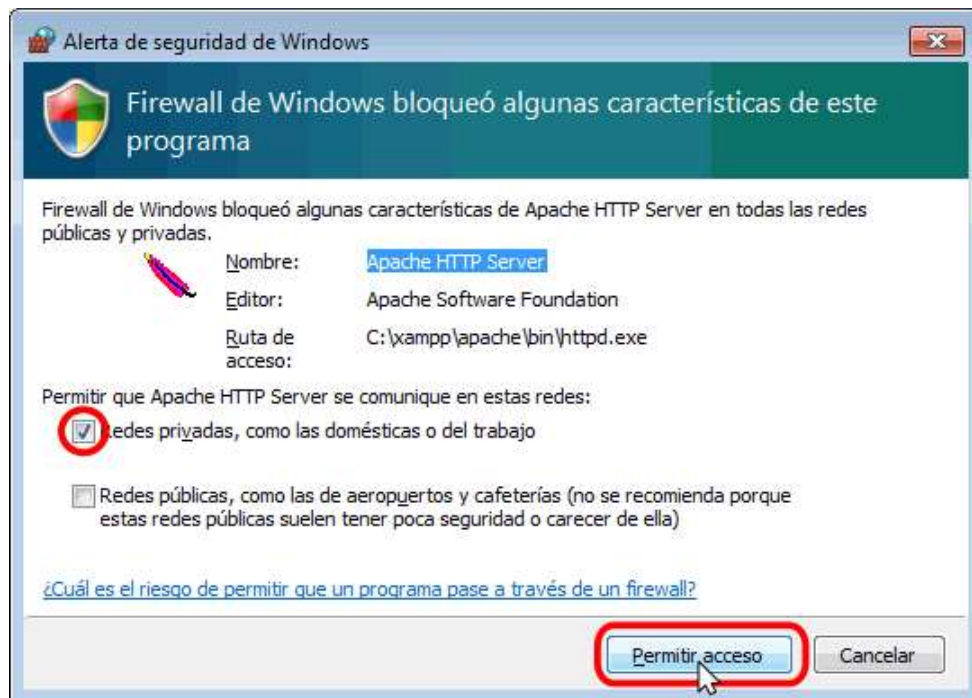 Alerta de seguridad de Windows
Firewall de Windows bloqueó algunas características de este
programa
Firewall de Windows bloqueó algunas características de Apache HTTP Server en todas las redes
públicas y privadas.
Nombre: Apache HTTP Server
Editor: Apache Software Foundation
Ruta de acceso: C:\xampp\apache\bin\httpd.exe
Permitir que Apache HTTP Server se comunique en estas redes:
Redes privadas, como las domésticas o del trabajo
Redes públicas, como las de aeropuertos y cafeterías (no se recomienda porque
estas redes públicas suelen tener poca seguridad o carecer de ella)
¿Cuál es el riesgo de permitir que un programa pase a través de un firewall?
Permitir acceso Cancelar